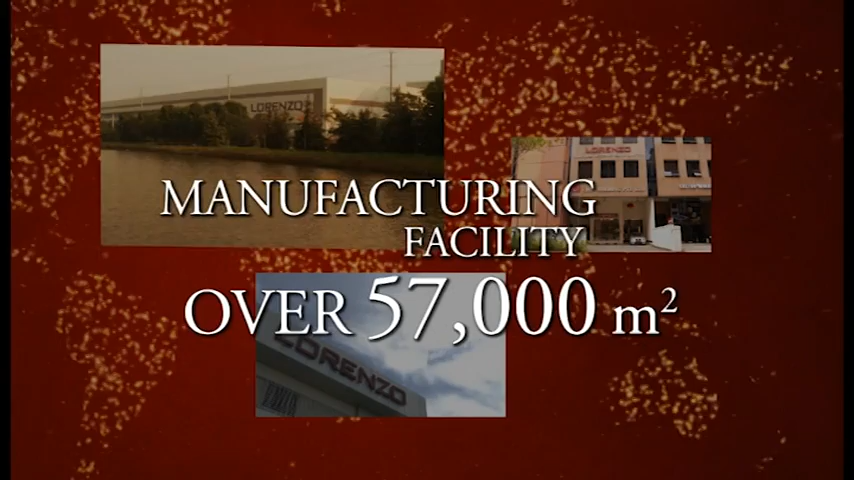 LORENZO
LORENZO
MANUFACTURING
FACILITY
OVER 57,000 m²
LORENZO